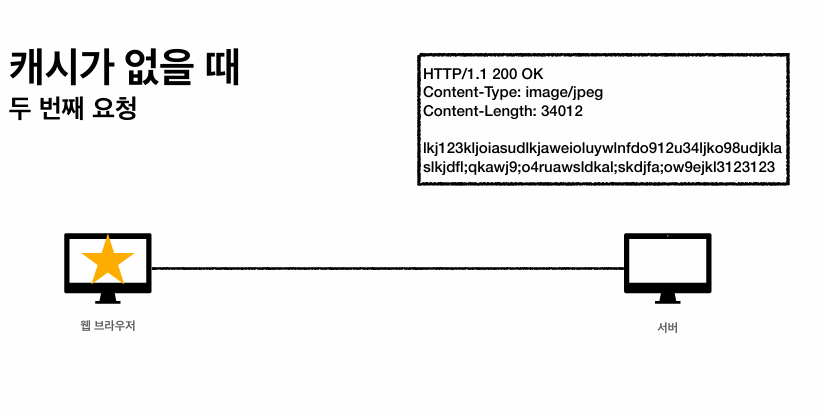 캐시가 없을 때
두 번째 요청
HTTP/1.1 200 OK
Content-Type: image/jpeg
Content-Length: 34012
lkj123kljoiasudlkjaweioluywlnfdo912u34ljko98udjkla
slkjdfl;qkawj9;o4ruawsldkal;skdjfa;ow9ejkl3123123
웹 브라우저
서버